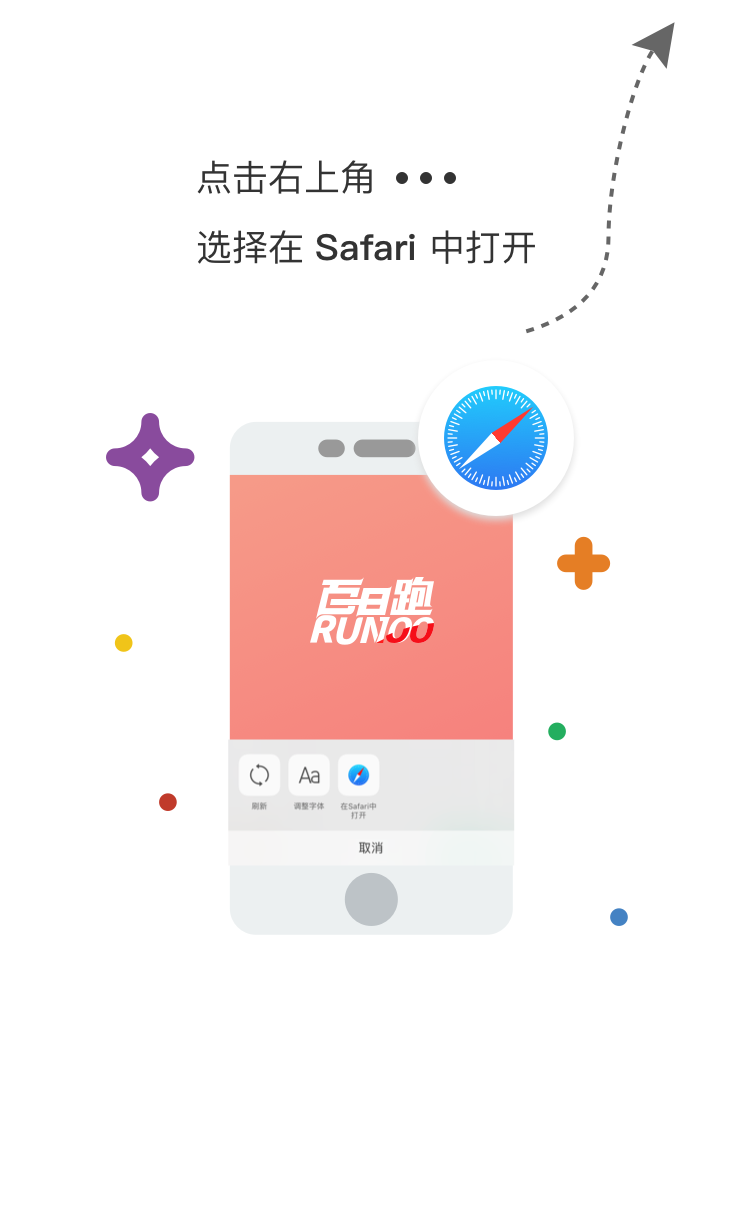 点击右上角 •••
选择在 Safari 中打开
百日跑
RUN100
刷新
调整字体
在Safari中
打开
取消